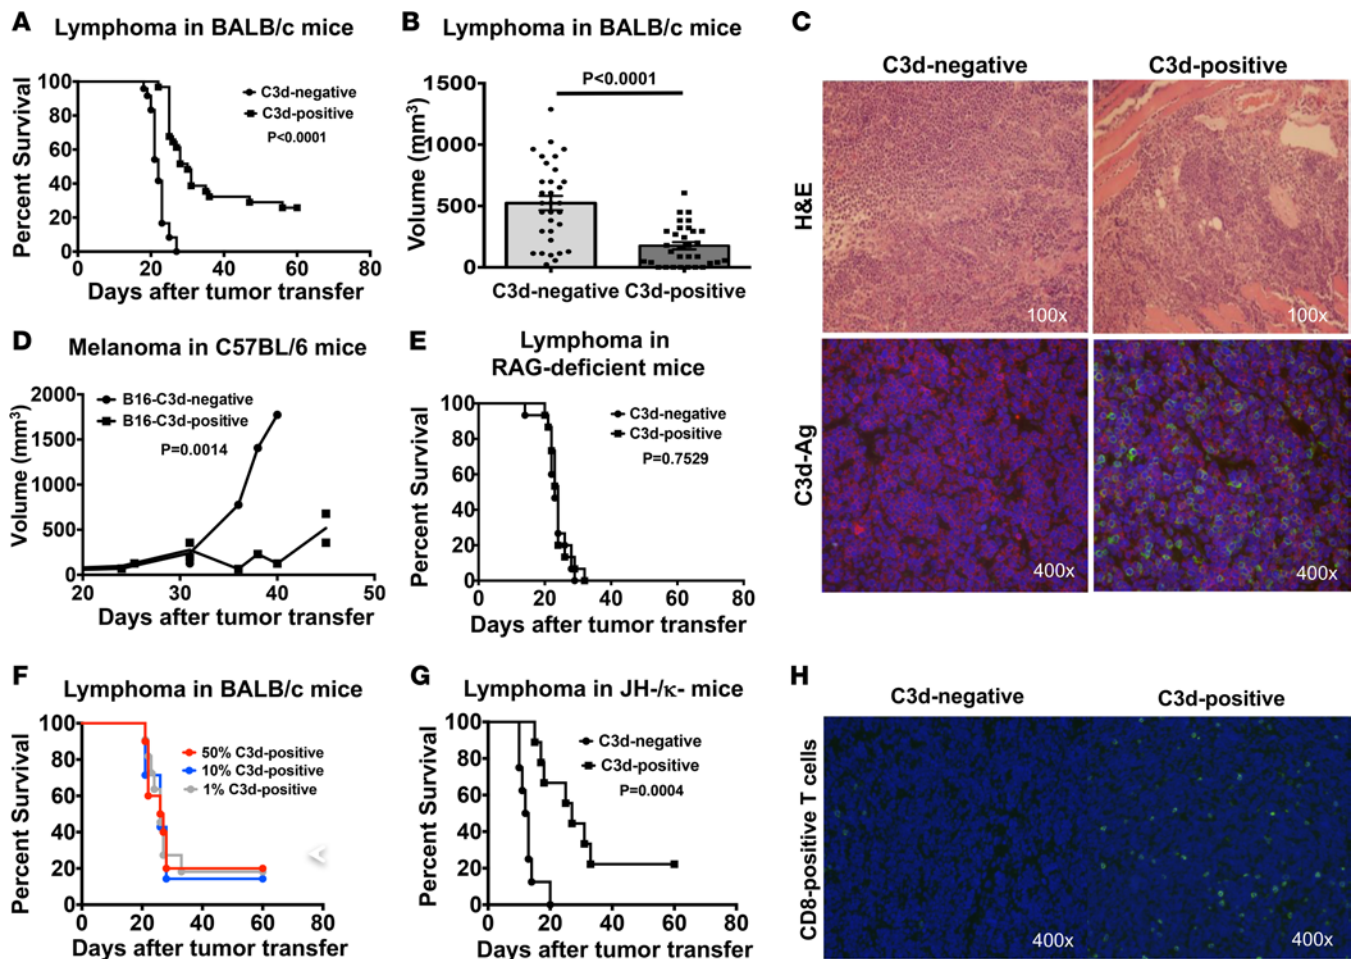 A Lymphoma in BALB/c mice
Percent Survival
100
80
60
40
20
0
C3d-negative
C3d-positive
P<0.0001
0 20 40 60 80
Days after tumor transfer
B Lymphoma in BALB/c mice
Volume (mm³)
1500
1000
500
0
P<0.0001
C3d-negative C3d-positive
C
C3d-negative C3d-positive
H&E
100x 100x
C3d-Ag
400x 400x
D Melanoma in C57BL/6 mice
Volume (mm³)
2000
1500
1000
500
0
B16-C3d-negative
B16-C3d-positive
P=0.0014
20 30 40 50
Days after tumor transfer
E Lymphoma in
RAG-deficient mice
Percent Survival
100
80
60
40
20
0
C3d-negative
C3d-positive
P=0.7529
0 20 40 60 80
Days after tumor transfer
F Lymphoma in BALB/c mice
Percent Survival
100
80
60
40
20
0
50% C3d-positive
10% C3d-positive
1% C3d-positive
0 20 40 60 80
Days after tumor transfer
G Lymphoma in JH-/κ- mice
Percent Survival
100
80
60
40
20
0
C3d-negative
C3d-positive
P=0.0004
0 20 40 60 80
Days after tumor transfer
H
C3d-negative C3d-positive
CD8-positive T cells
400x 400x